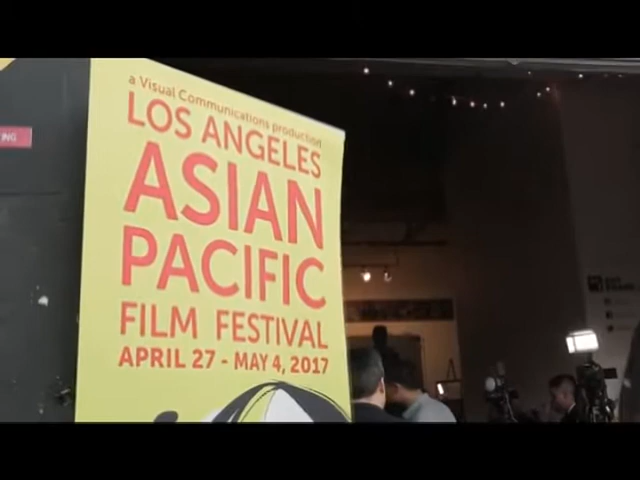 a Visual Communications production
LOS ANGELES
ASIAN
PACIFIC
FILM FESTIVAL
APRIL 27 - MAY 4, 2017